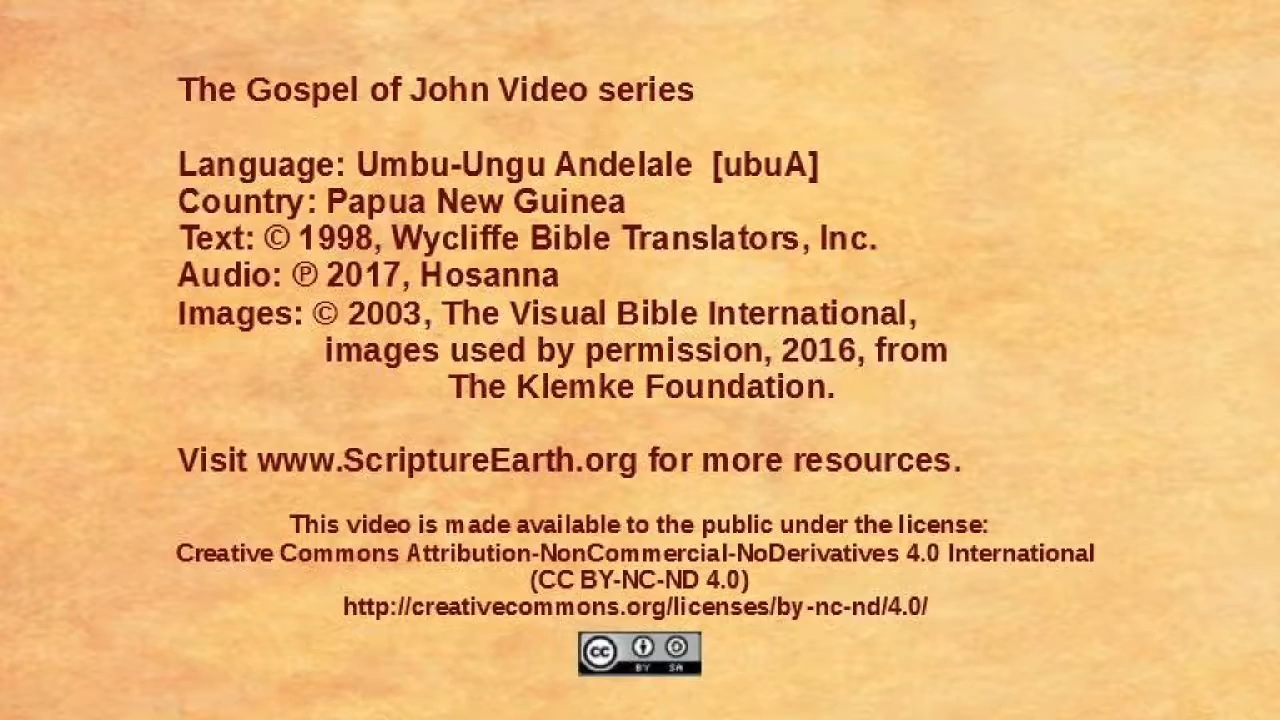 The Gospel of John Video series
Language: Umbu-Ungu Andelale [ubuA]
Country: Papua New Guinea
Text: © 1998, Wycliffe Bible Translators, Inc.
Audio: ℗ 2017, Hosanna
Images: © 2003, The Visual Bible International,
images used by permission, 2016, from
The Klemke Foundation.
Visit www.ScriptureEarth.org for more resources.
This video is made available to the public under the license:
Creative Commons Attribution-NonCommercial-NoDerivatives 4.0 International
(CC BY-NC-ND 4.0)
http://creativecommons.org/licenses/by-nc-nd/4.0/
cc BY SA